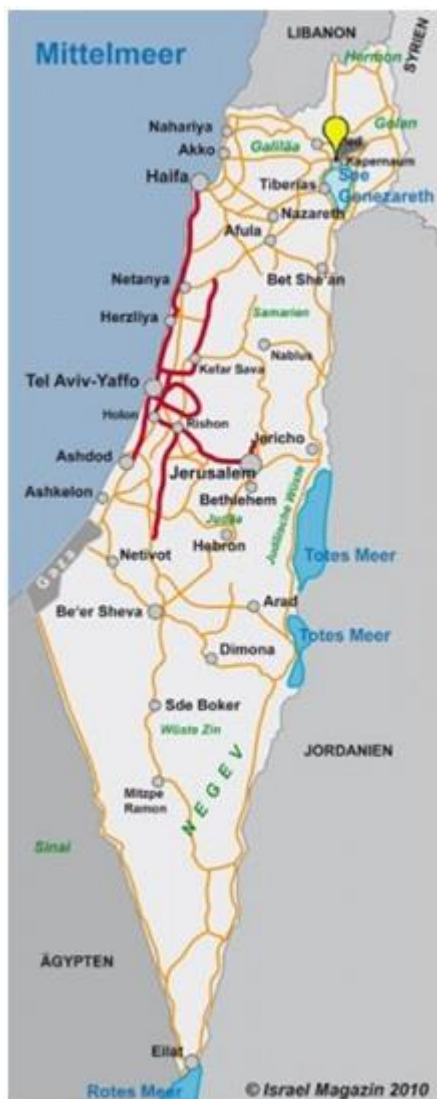 LIBANON
SYRIEN
Mittelmeer
Hermon
Nahariya
Golan
Akko
Galiläa
Kapernaum
Haifa
Tiberias
See
Genezareth
Nazareth
Afula
Bet She'an
Netanya
Samarien
Herzliya
Nablus
Kefar Sava
Tel Aviv-Yaffo
Holon
Rishon
Jericho
Ashdod
Jerusalem
Ashkelon
Bethlehem
Judäa
Judäische Wüste
Hebron
Gaza
Netivot
Totes Meer
Be'er Sheva
Arad
Totes Meer
Dimona
Sde Boker
Wüste Zin
JORDANIEN
NEGEV
Mitzpe
Ramon
Sinai
ÄGYPTEN
Eilat
Rotes Meer
© Israel Magazin 2010